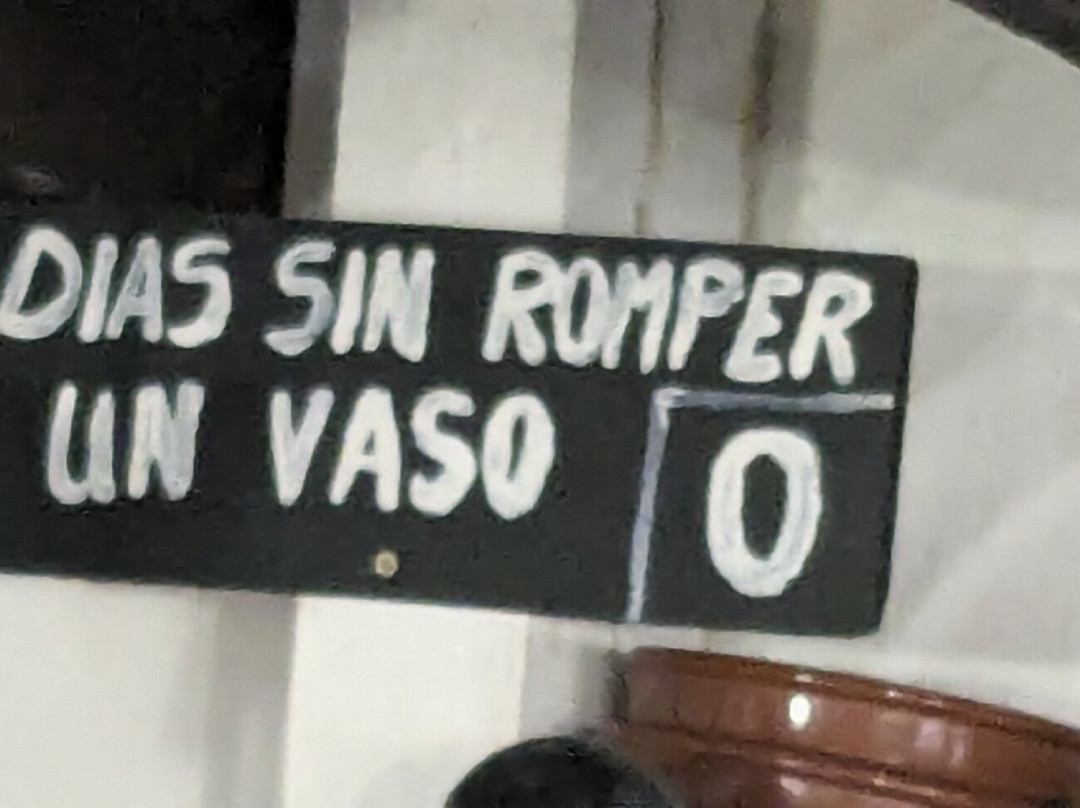 DIAS SIN ROMPER
UN VASO
0